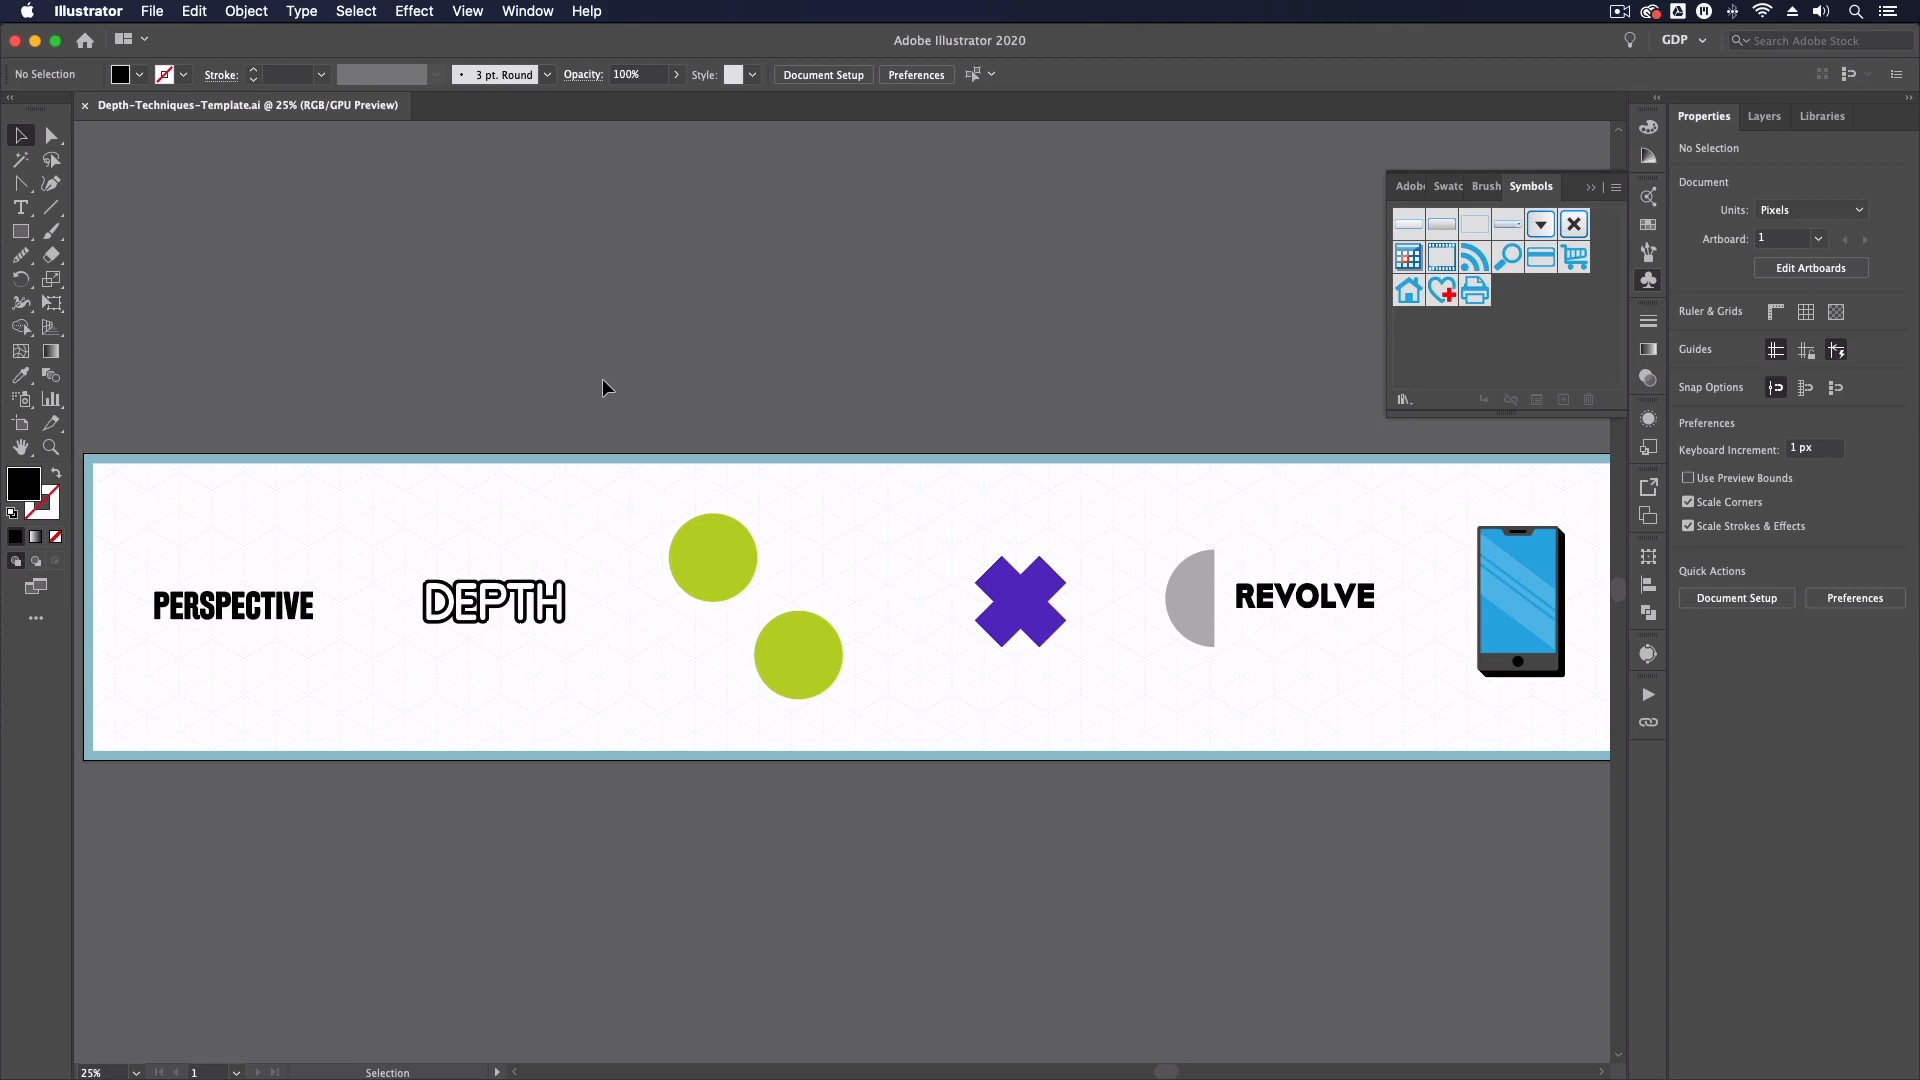 Illustrator File Edit Object Type Select Effect View Window Help
Adobe Illustrator 2020
GDP
Search Adobe Stock
No Selection
Stroke:
3 pt. Round
Opacity: 100%
Style:
Document Setup
Preferences
Depth-Techniques-Template.ai @ 25% (RGB/GPU Preview)
Properties Layers Libraries
No Selection
Document
Units: Pixels
Artboard: 1
Edit Artboards
Ruler & Grids
Guides
Snap Options
Preferences
Keyboard Increment: 1 px
Use Preview Bounds
Scale Corners
Scale Strokes & Effects
Quick Actions
Document Setup
Preferences
Adobe Swatc Brush Symbols
PERSPECTIVE
DEPTH
REVOLVE
25%
1
Selection